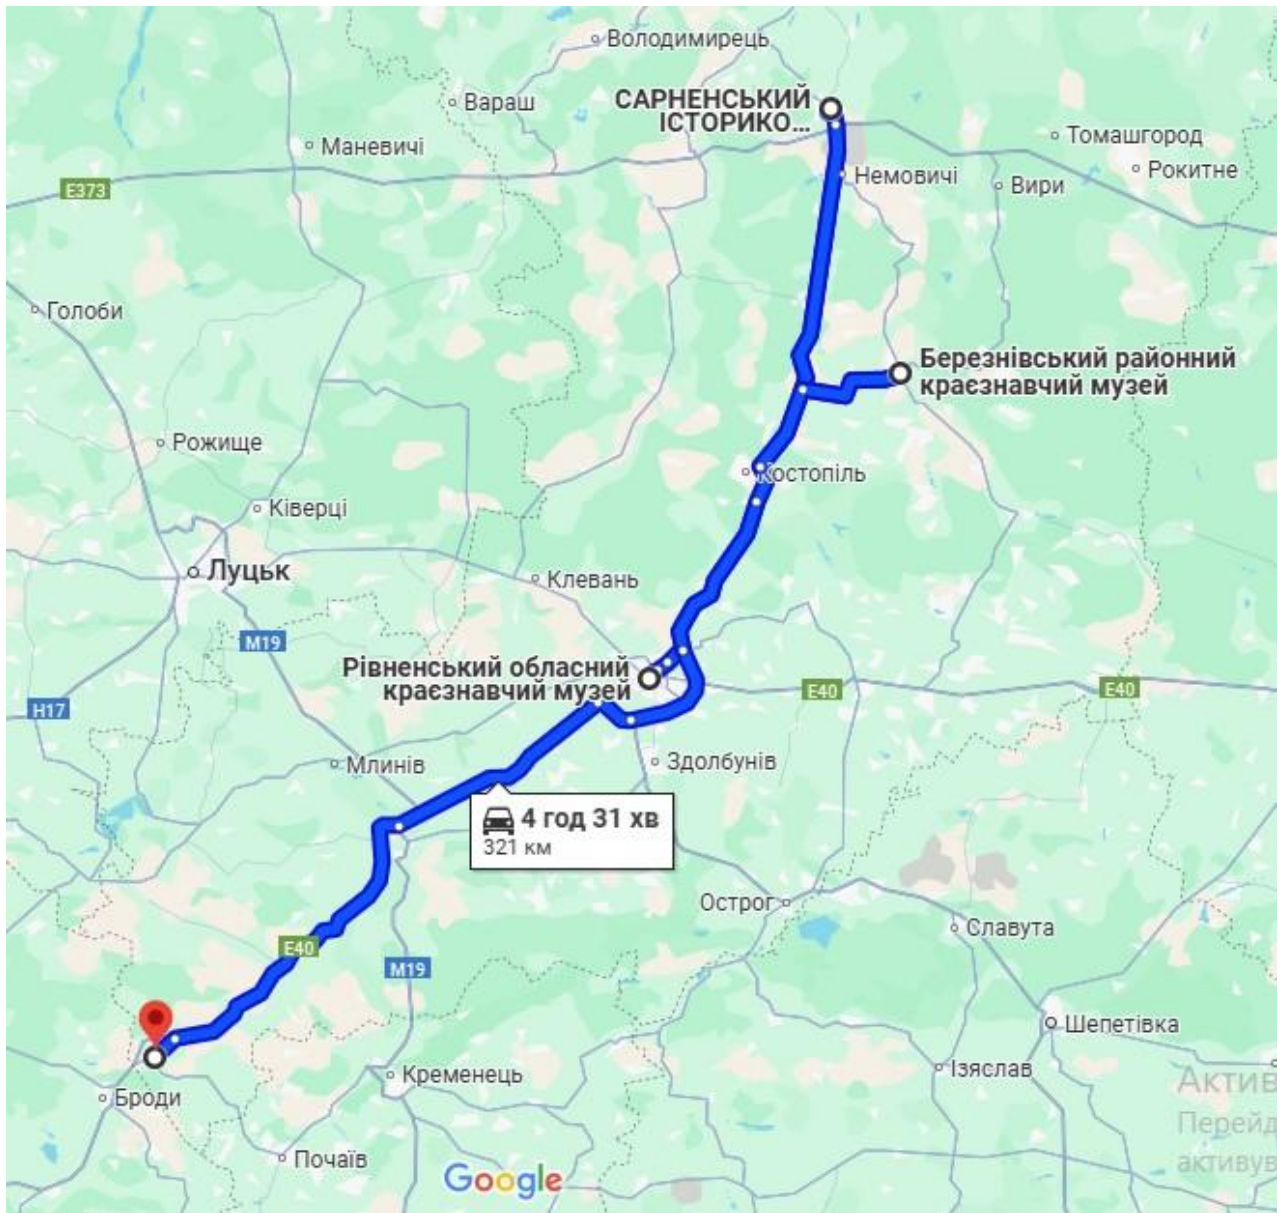 Володимирець
САРНЕНСЬКИЙ
ІСТОРИКО...
Вараш
Томашгород
Маневичі
Рокитне
Немовичі
Вири
E373
Голоби
Березнівський районний
краєзнавчий музей
Рожище
Костопіль
Ківерці
Луцьк
Клевань
M19
Рівненський обласний
краєзнавчий музей
E40
E40
H17
Здолбунів
Млинів
4 год 31 хв
321 км
Острог
Славута
E40
M19
Шепетівка
Ізяслав
Кременець
Броди
Почаїв
Актив
Перейд
активув
Google